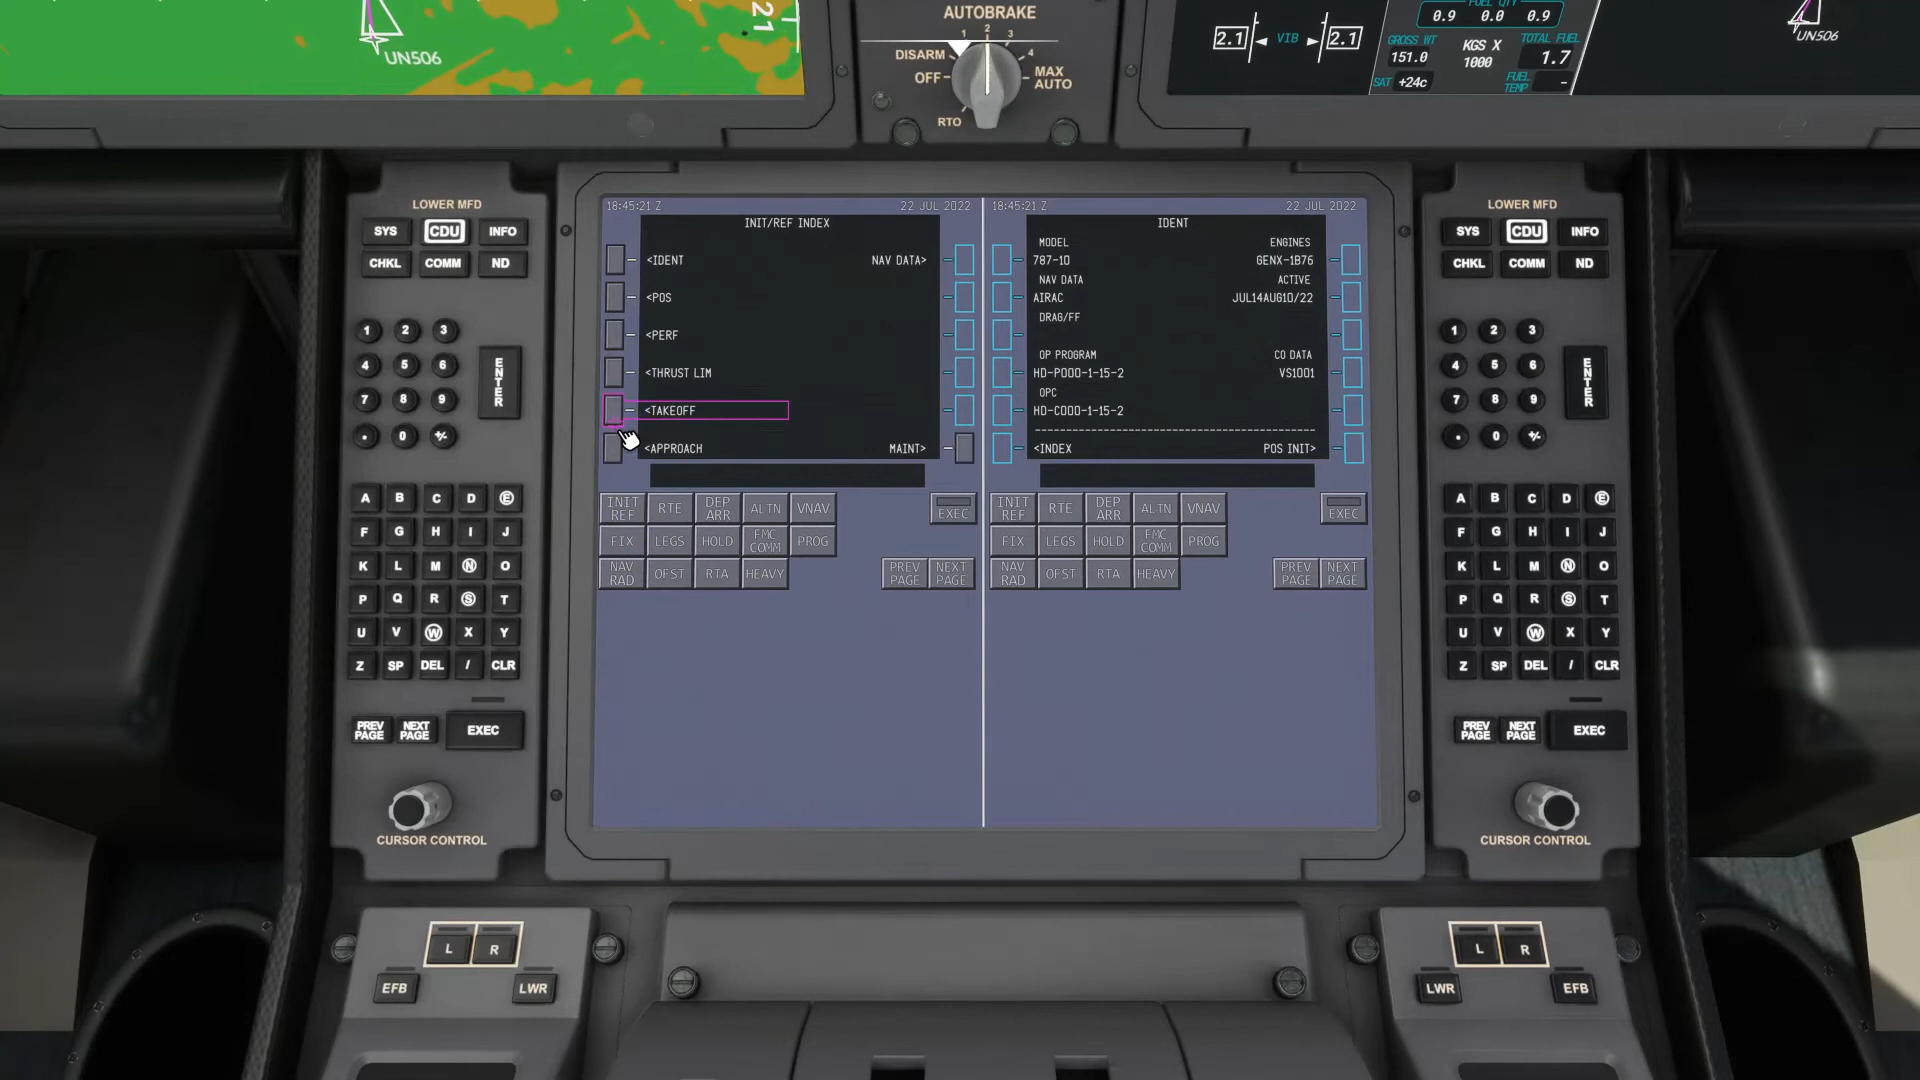 21
UN506
AUTOBRAKE
1 2 3 4
DISARM
OFF
MAX
AUTO
RTO
2.1 VIB 2.1
FUEL QTY
0.9 0.0 0.9
GROSS WT
151.0
KGS X
1000
TOTAL FUEL
1.7
SAT +24c
FUEL
TEMP -
UN506
LOWER MFD
SYS CDU INFO
CHKL COMM ND
1 2 3
4 5 6
7 8 9
. 0 +/-
ENTER
A B C D E
F G H I J
K L M N O
P Q R S T
U V W X Y
Z SP DEL / CLR
PREV
PAGE
NEXT
PAGE
EXEC
CURSOR CONTROL
18:45:21 Z 22 JUL 2022
INIT/REF INDEX
<IDENT NAV DATA>
<POS
<PERF
<THRUST LIM
<TAKEOFF
<APPROACH MAINT>
INIT
REF
RTE
DEP
ARR
ALTN
VNAV
EXEC
FIX
LEGS
HOLD
FMC
COMM
PROG
NAV
RAD
OFST
RTA
HEAVY
PREV
PAGE
NEXT
PAGE
18:45:21 Z 22 JUL 2022
IDENT
MODEL ENGINES
787-10 GENX-1B76
NAV DATA ACTIVE
AIRAC JUL14AUG10/22
DRAG/FF
OP PROGRAM CO DATA
HD-P000-1-15-2 VS1001
OPC
HD-C000-1-15-2
<INDEX POS INIT>
INIT
REF
RTE
DEP
ARR
ALTN
VNAV
EXEC
FIX
LEGS
HOLD
FMC
COMM
PROG
NAV
RAD
OFST
RTA
HEAVY
PREV
PAGE
NEXT
PAGE
LOWER MFD
SYS CDU INFO
CHKL COMM ND
1 2 3
4 5 6
7 8 9
. 0 +/-
ENTER
A B C D E
F G H I J
K L M N O
P Q R S T
U V W X Y
Z SP DEL / CLR
PREV
PAGE
NEXT
PAGE
EXEC
CURSOR CONTROL
L R
EFB LWR
L R
LWR EFB